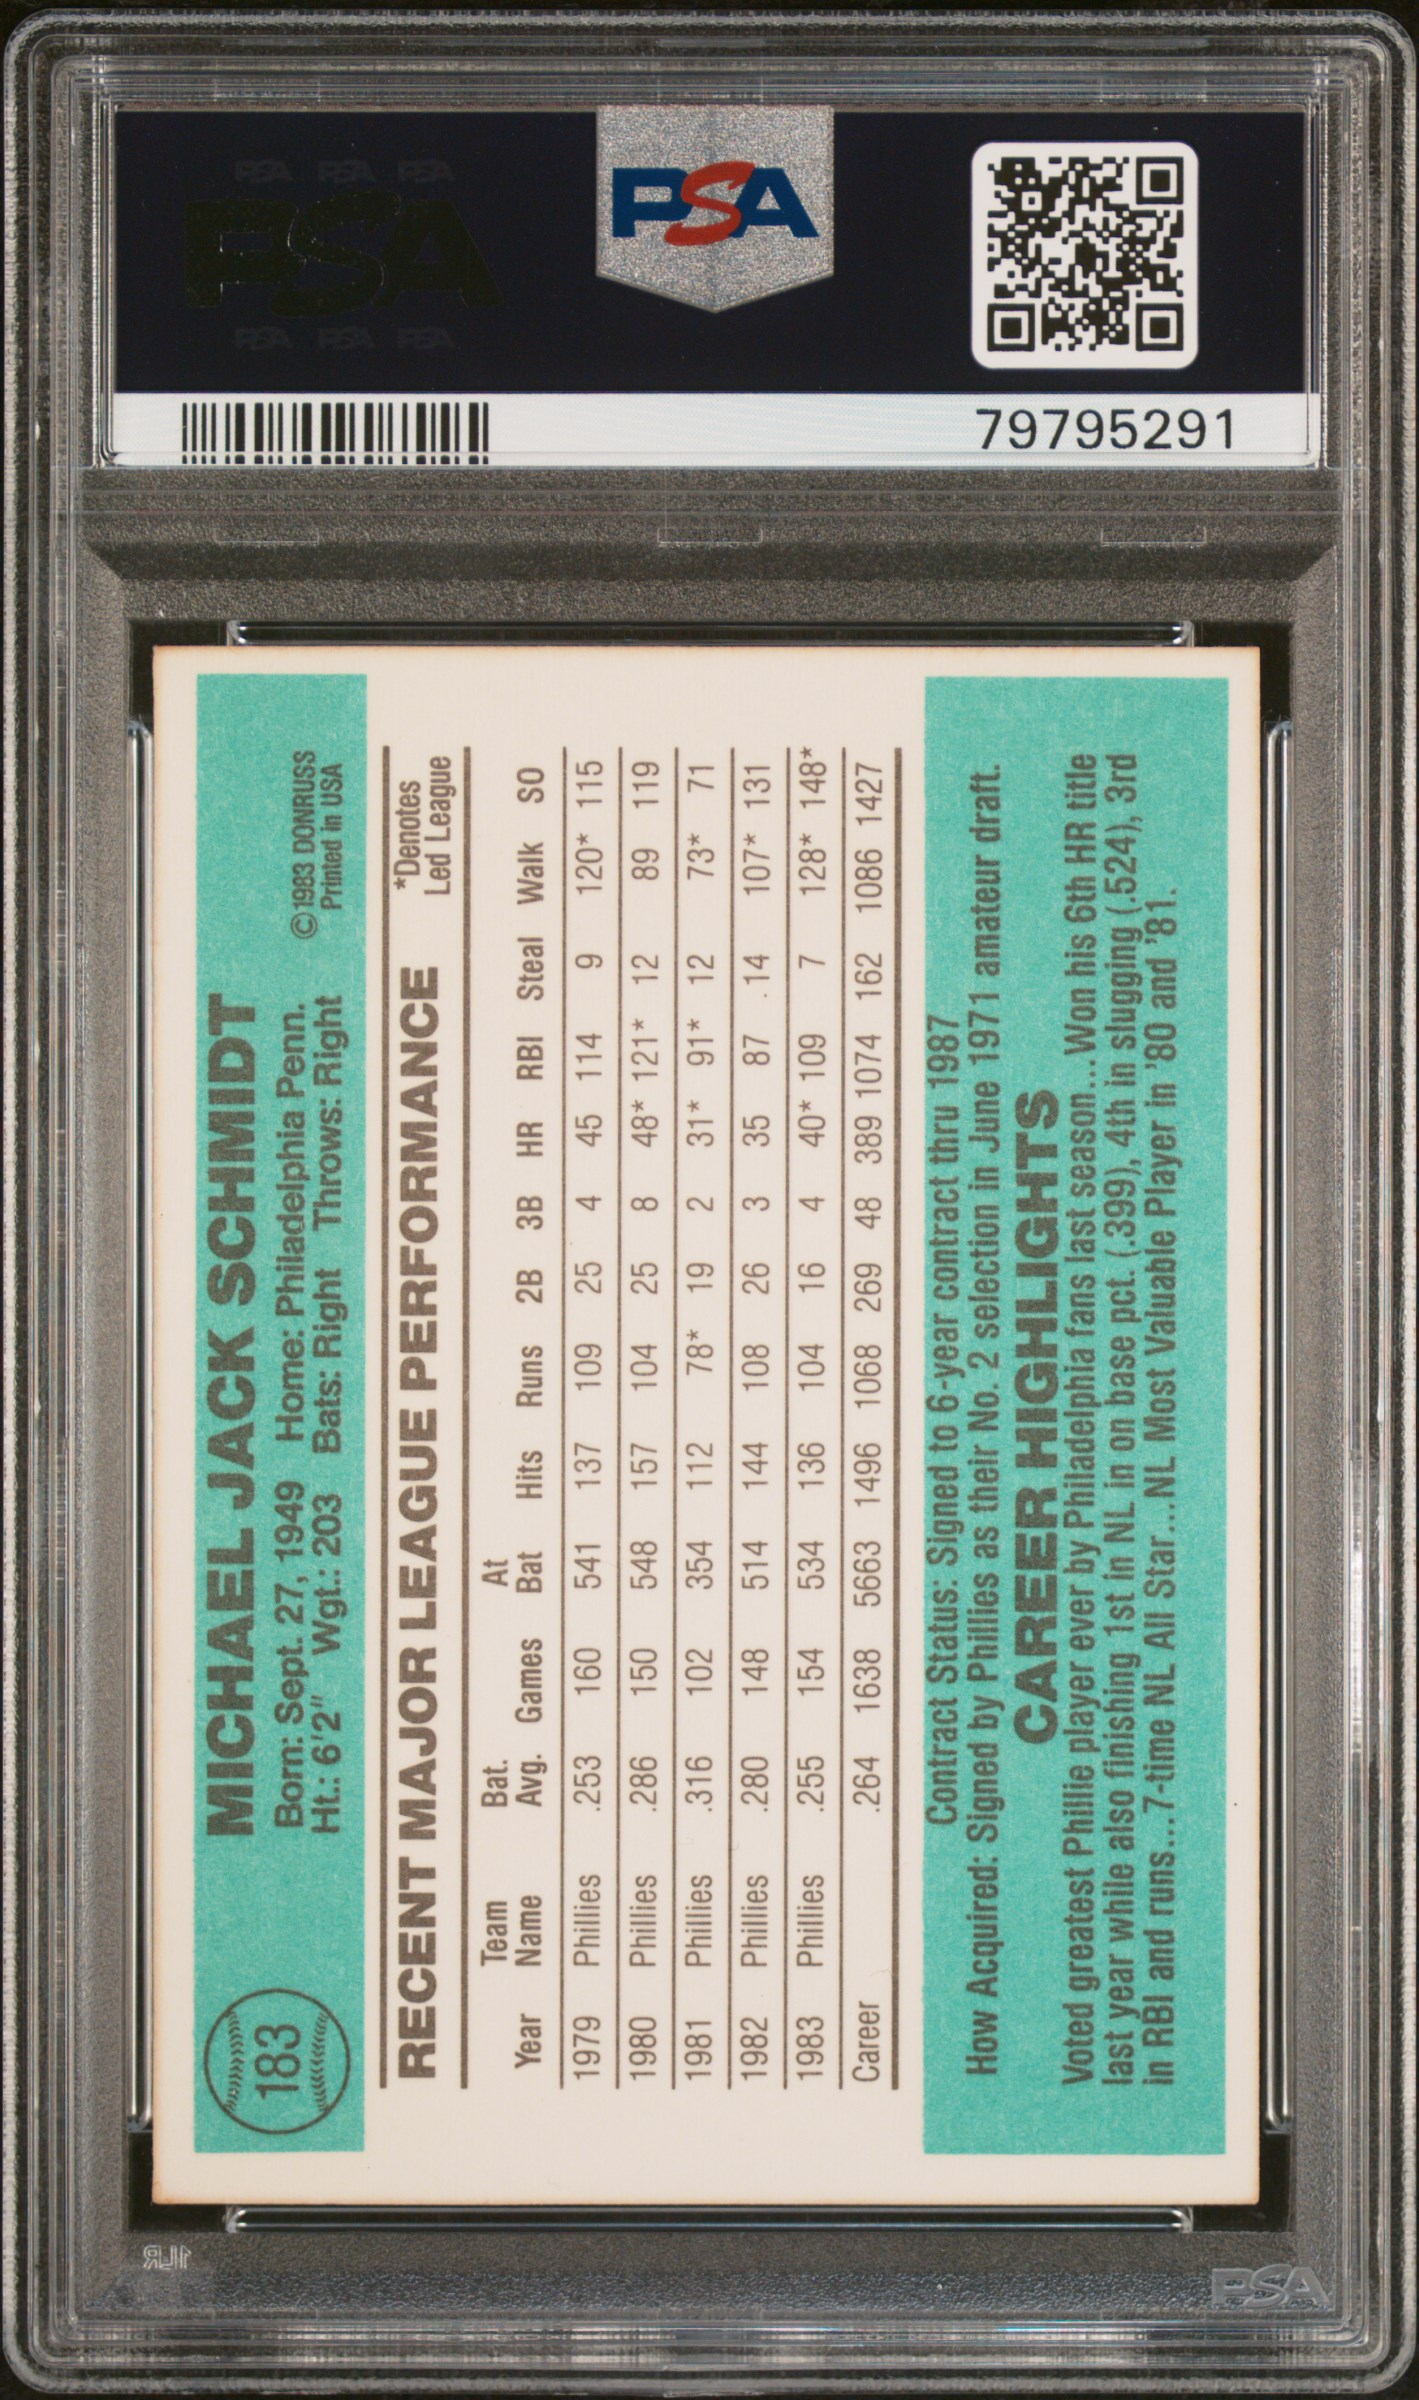 PSA PSA PSA
PSA
PSA PSA PSA
PSA
79795291
183
MICHAEL JACK SCHMIDT
Born: Sept. 27, 1949 Home: Philadelphia Penn. ©1983 DONRUSS
Ht.: 6'2" Wgt.: 203 Bats: Right Throws: Right Printed in USA
RECENT MAJOR LEAGUE PERFORMANCE
*Denotes
Led League
Team Bat. At
Year Name Avg. Games Bat Hits Runs 2B 3B HR RBI Steal Walk SO
1979 Phillies .253 160 541 137 109 25 4 45 114 9 120* 115
1980 Phillies .286 150 548 157 104 25 8 48* 121* 12 89 119
1981 Phillies .316 102 354 112 78* 19 2 31* 91* 12 73* 71
1982 Phillies .280 148 514 144 108 26 3 35 87 14 107* 131
1983 Phillies .255 154 534 136 104 16 4 40* 109 7 128* 148*
Career .264 1638 5663 1496 1068 269 48 389 1074 162 1086 1427
Contract Status: Signed to 6-year contract thru 1987
How Acquired: Signed by Phillies as their No. 2 selection in June 1971 amateur draft.
CAREER HIGHLIGHTS
Voted greatest Phillie player ever by Philadelphia fans last season...Won his 6th HR title
last year while also finishing 1st in NL in on base pct. (.399), 4th in slugging (.524), 3rd
in RBI and runs...7-time NL All Star...NL Most Valuable Player in '80 and '81.
1LR
PSA